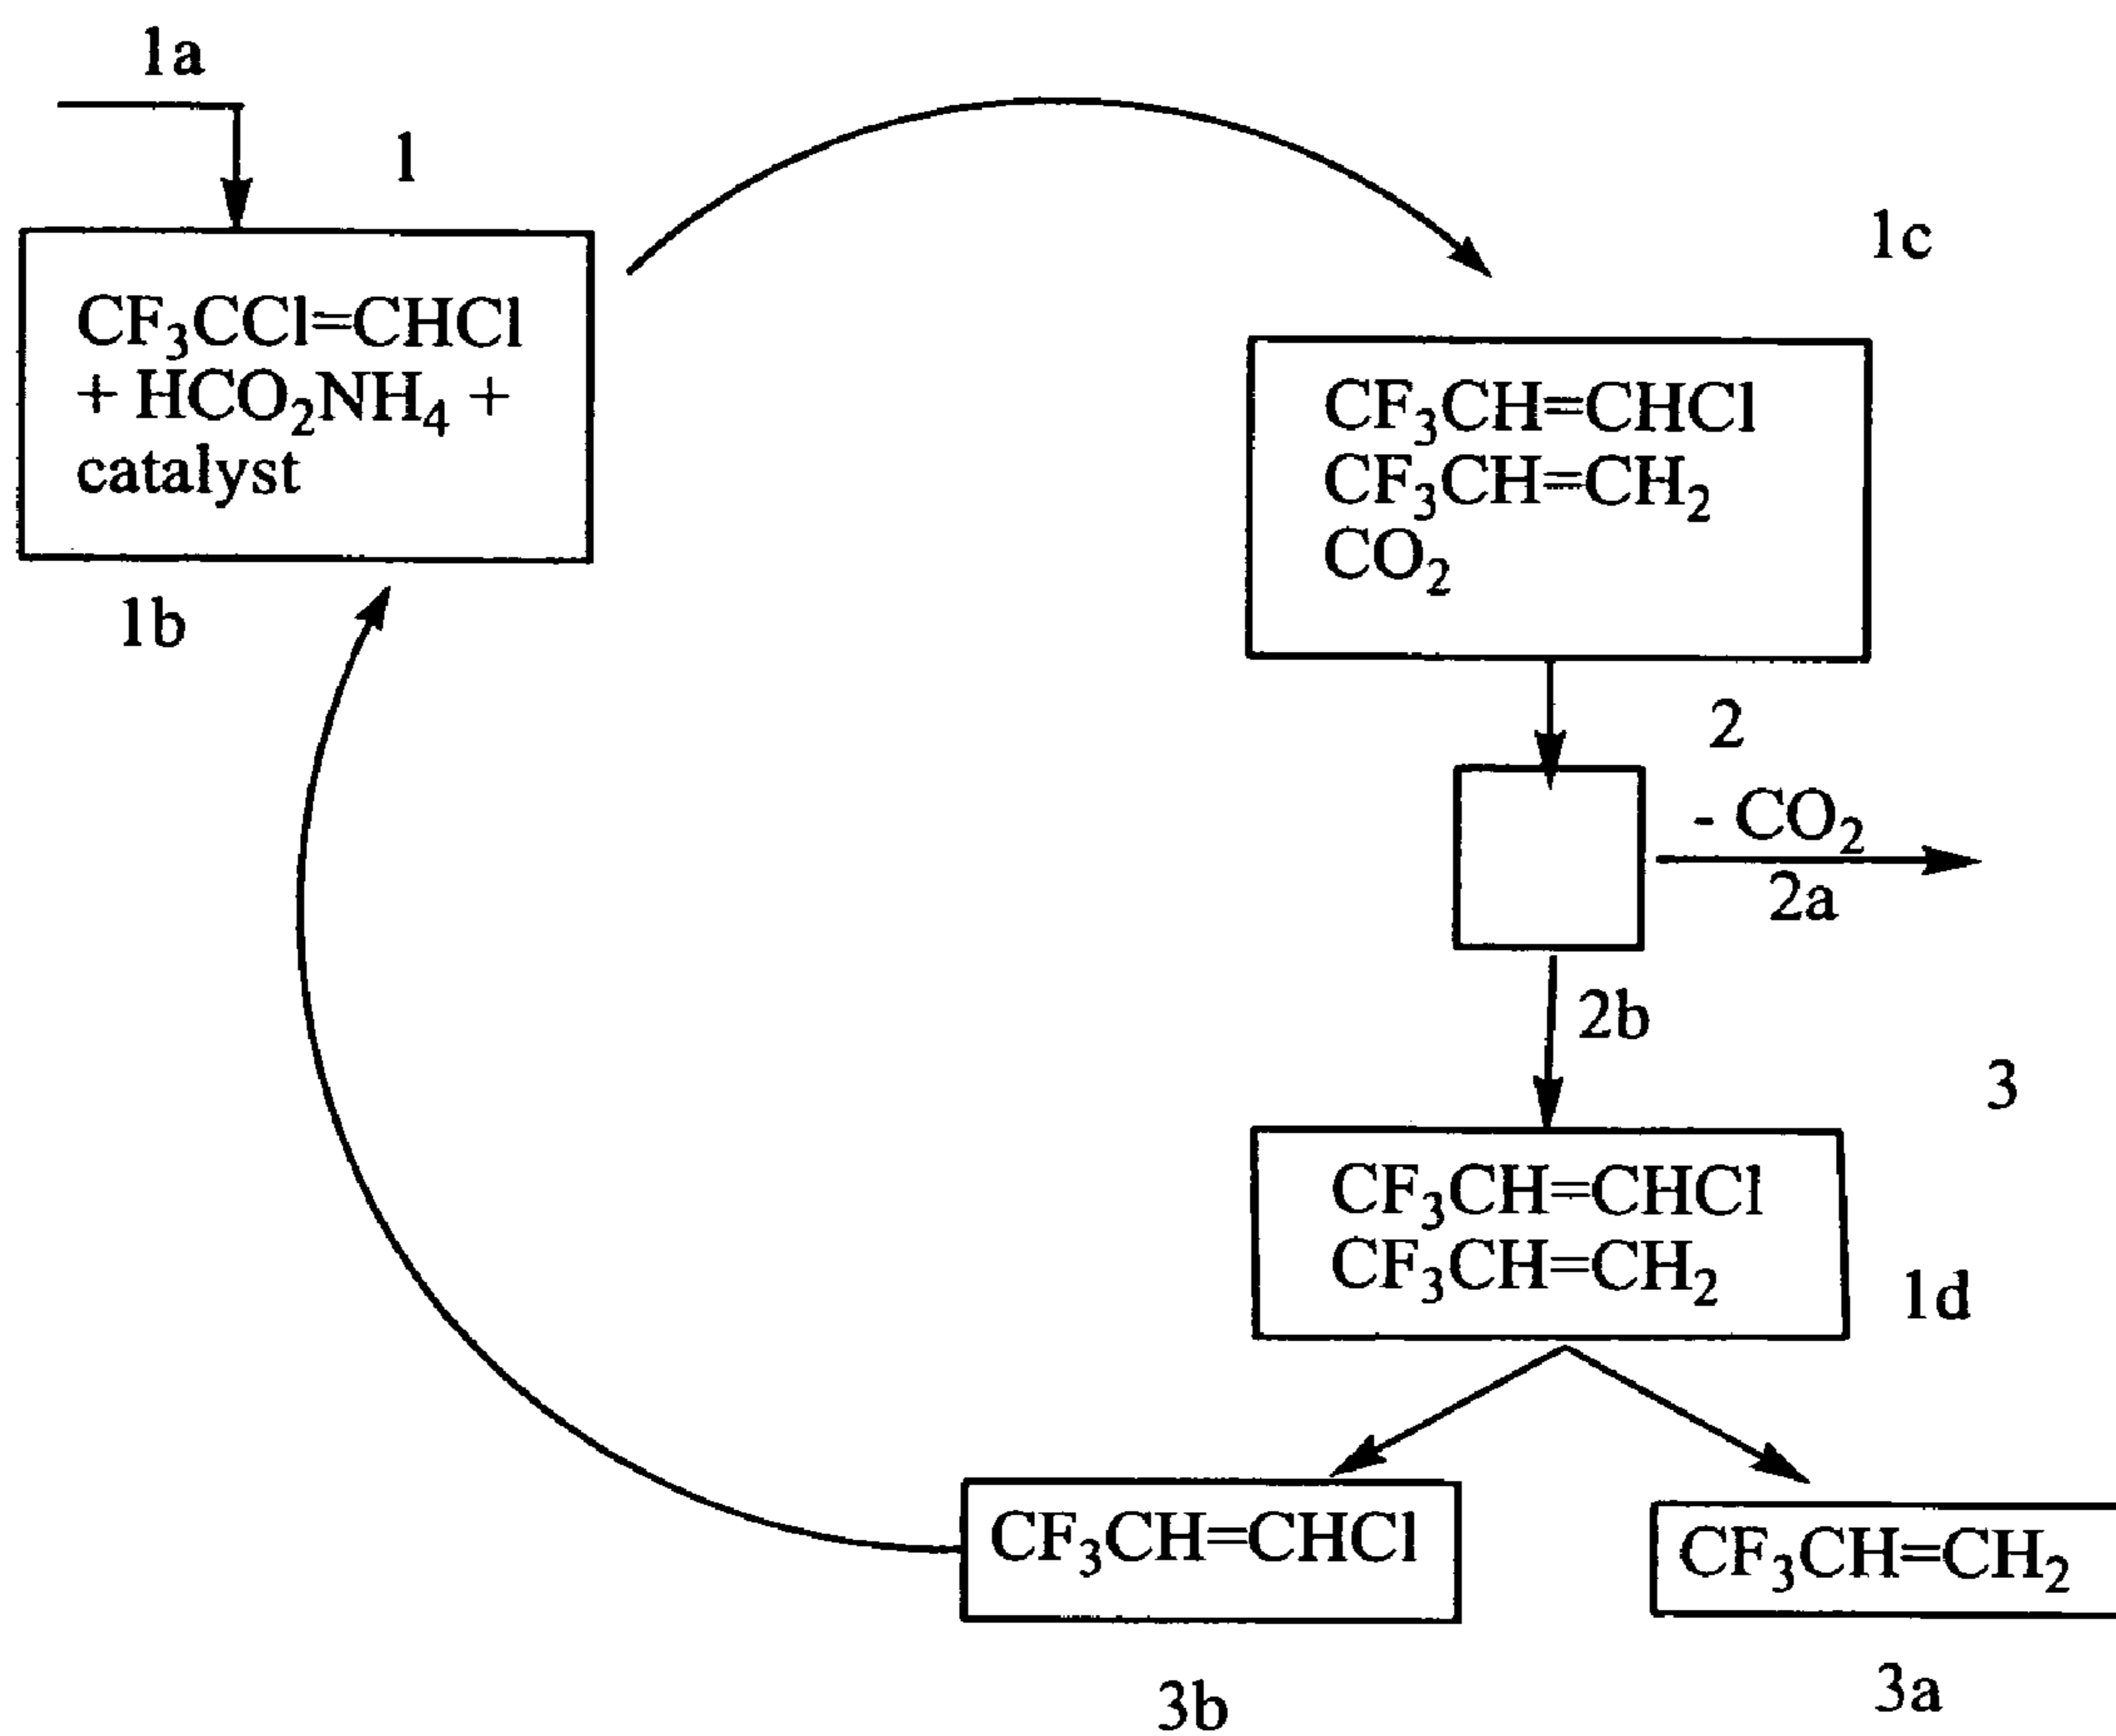 1a
1
CF₃CCl=CHCl
+ HCO₂NH₄ +
catalyst
1b
1c
CF₃CH=CHCl
CF₃CH=CH₂
CO₂
2
- CO₂
2a
2b
3
CF₃CH=CHCl
CF₃CH=CH₂
1d
CF₃CH=CHCl
3b
CF₃CH=CH₂
3a